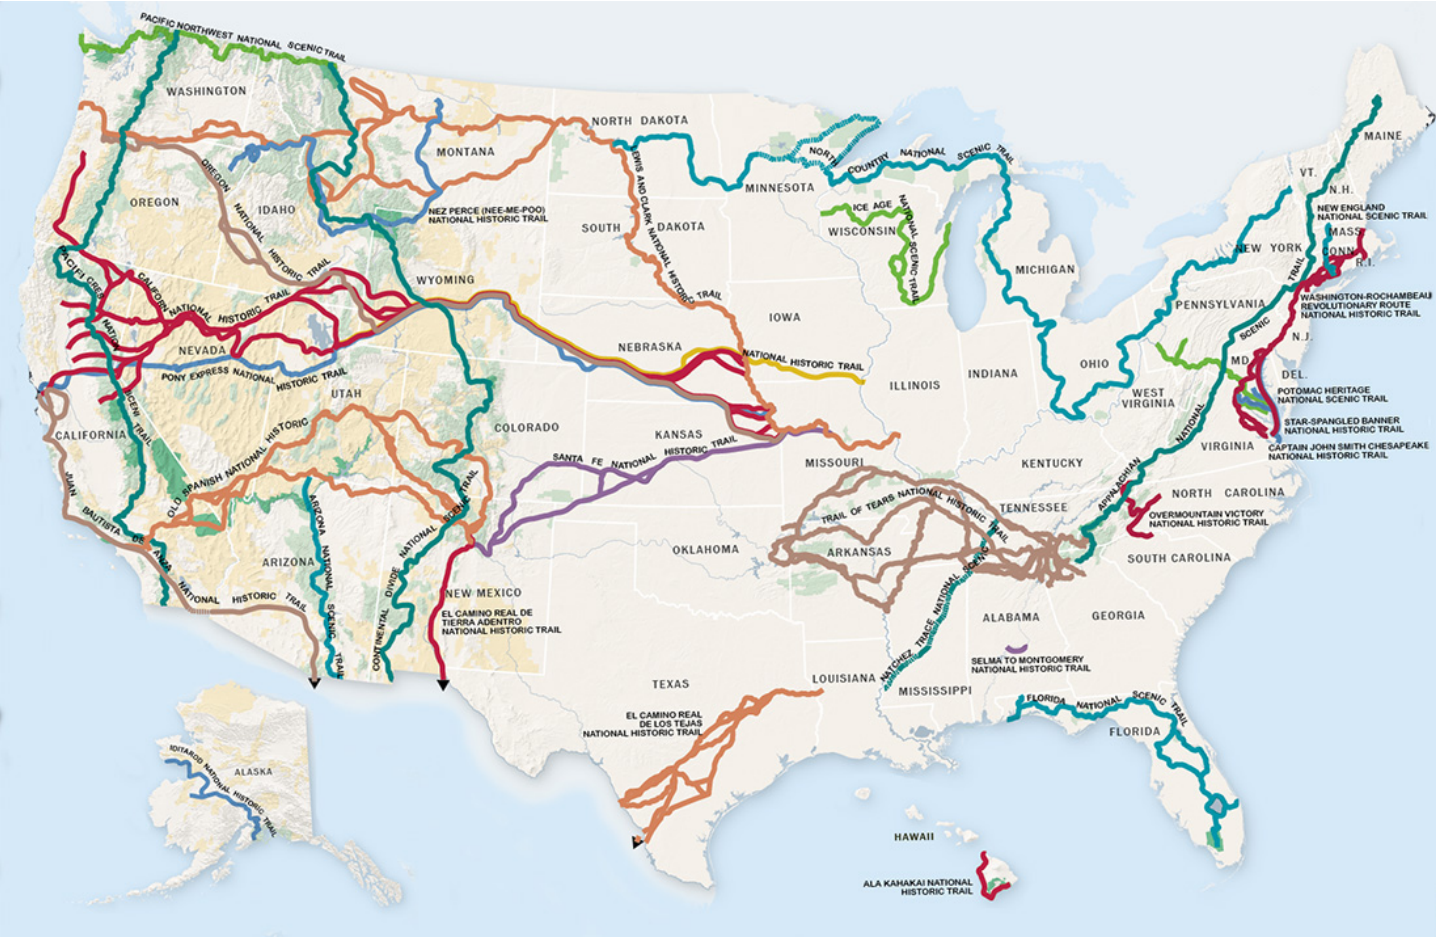 PACIFIC NORTHWEST NATIONAL SCENIC TRAIL
WASHINGTON
NORTH DAKOTA
MONTANA
MAINE
OREGON
NATIONAL HISTORIC TRAIL
OREGON
IDAHO
NEZ PERCE (NEE-ME-POO)
NATIONAL HISTORIC TRAIL
LEWIS AND CLARK NATIONAL HISTORIC TRAIL
SOUTH DAKOTA
MINNESOTA
NORTH COUNTRY NATIONAL SCENIC TRAIL
ICE AGE NATIONAL SCENIC TRAIL
WISCONSIN
MICHIGAN
VT.
N.H.
NEW ENGLAND
NATIONAL SCENIC TRAIL
MASS
CONN
R.I.
NEW YORK
WYOMING
PACIFI CRES NATION SCENI TRAIL
CALIFORN NATIONAL HISTORIC TRAIL
NEVADA
PONY EXPRESS NATIONAL HISTORIC TRAIL
UTAH
IOWA
NEBRASKA
NATIONAL HISTORIC TRAIL
ILLINOIS
INDIANA
OHIO
PENNSYLVANIA
WASHINGTON-ROCHAMBEAU
REVOLUTIONARY ROUTE
NATIONAL HISTORIC TRAIL
N.J.
MD.
DEL.
WEST
VIRGINIA
POTOMAC HERITAGE
NATIONAL SCENIC TRAIL
STAR-SPANGLED BANNER
NATIONAL HISTORIC TRAIL
CAPTAIN JOHN SMITH CHESAPEAKE
NATIONAL HISTORIC TRAIL
VIRGINIA
APPALACHIAN NATIONAL SCENIC TRAIL
CALIFORNIA
COLORADO
KANSAS
OLD SPANISH NATIONAL HISTORIC
SANTA FE NATIONAL HISTORIC TRAIL
MISSOURI
KENTUCKY
JUAN BAUTISTA DE ANZA NATIONAL HISTORIC TRAIL
ARIZONA NATIONAL SCENIC TRAIL
ARIZONA
CONTINENTAL DIVIDE NATIONAL SCENIC TRAIL
NEW MEXICO
EL CAMINO REAL DE
TIERRA ADENTRO
NATIONAL HISTORIC TRAIL
OKLAHOMA
TRAIL OF TEARS NATIONAL HISTORIC TRAIL
ARKANSAS
TENNESSEE
NORTH CAROLINA
OVERMOUNTAIN VICTORY
NATIONAL HISTORIC TRAIL
SOUTH CAROLINA
NATCHEZ TRACE NATIONAL SCENIC
ALABAMA
GEORGIA
SELMA TO MONTGOMERY
NATIONAL HISTORIC TRAIL
TEXAS
LOUISIANA
MISSISSIPPI
EL CAMINO REAL
DE LOS TEJAS
NATIONAL HISTORIC TRAIL
FLORIDA NATIONAL SCENIC TRAIL
FLORIDA
IDITAROD NATIONAL HISTORIC TRAIL
ALASKA
HAWAII
ALA KAHAKAI NATIONAL
HISTORIC TRAIL